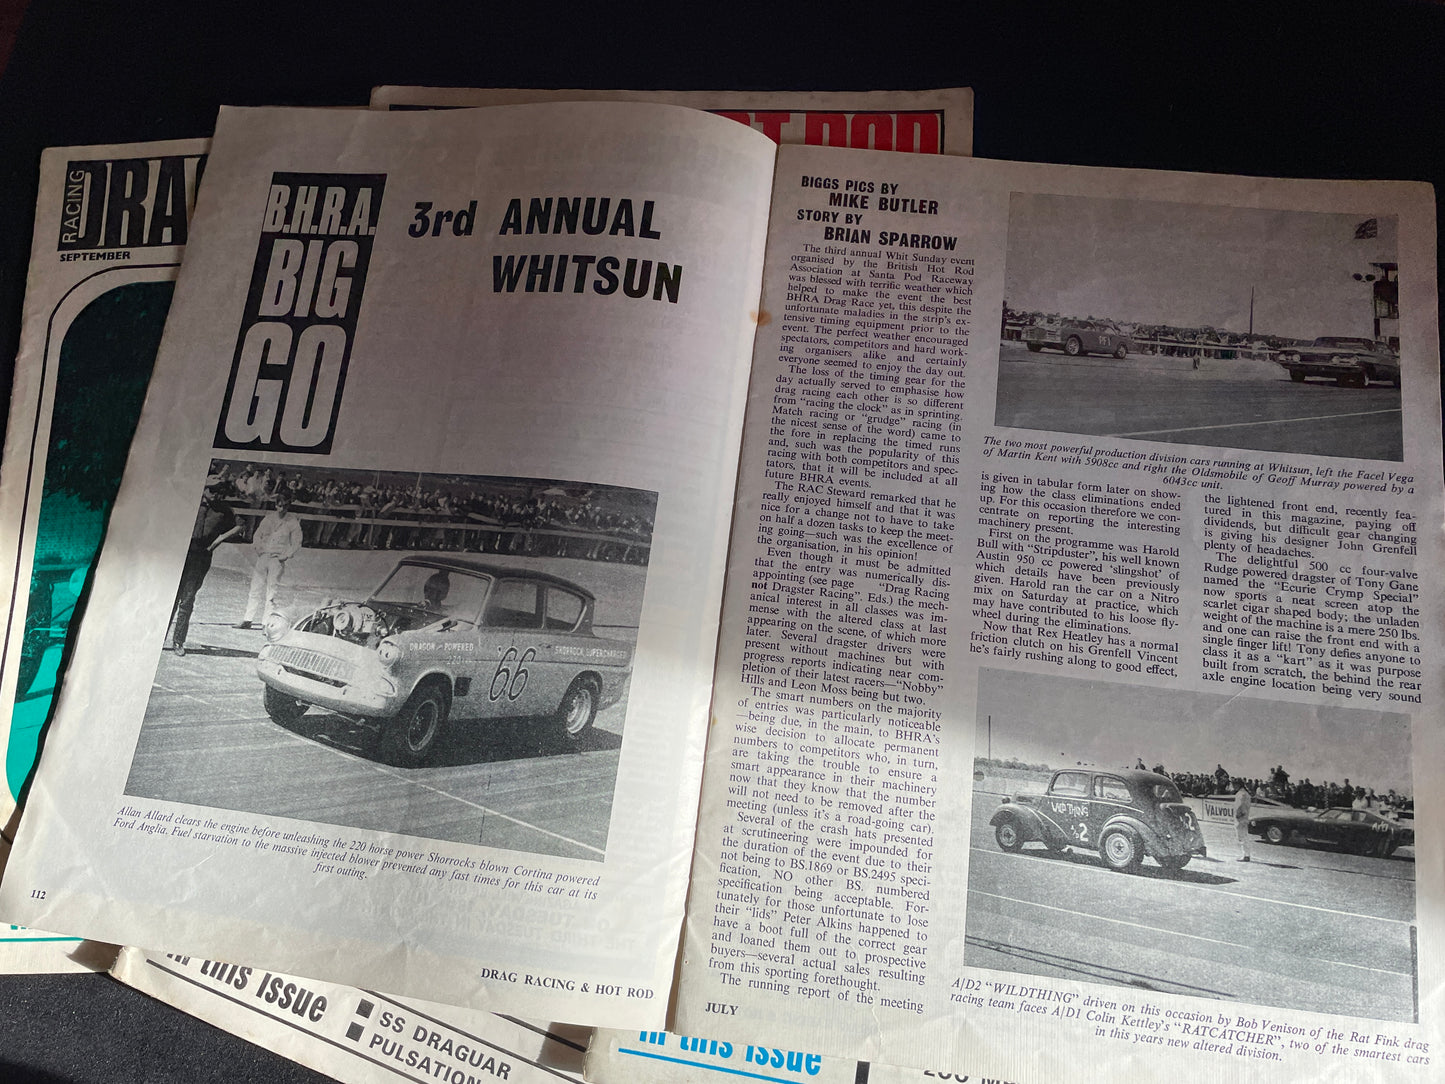 RACING
DRA
SEPTEMBER
T ROD
B.H.R.A.
BIG
GO
3rd ANNUAL
WHITSUN
DRAGON-POWERED
'66
SHORROCK SUPERCHARGED
Allan Allard clears the engine before unleashing the 220 horse power Shorrocks blown Cortina powered
Ford Anglia. Fuel starvation to the massive injected blower prevented any fast times for this car at its
first outing.
112
DRAG RACING & HOT ROD
BIGGS PICS BY
MIKE BUTLER
STORY BY
BRIAN SPARROW
The third annual Whit Sunday event
organised by the British Hot Rod
Association at Santa Pod Raceway
was blessed with terrific weather which
helped to make the event the best
BHRA Drag Race yet, this despite the
unfortunate maladies in the strip's ex-
tensive timing equipment prior to the
event. The perfect weather encouraged
spectators, competitors and hard work-
ing organisers alike and certainly
everyone seemed to enjoy the day out.
The loss of the timing gear for the
day actually served to emphasise how
drag racing each other is so different
from "racing the clock" as in sprinting.
Match racing or "grudge" racing (in
the nicest sense of the word) came to
the fore in replacing the timed runs
and, such was the popularity of this
racing with both competitors and spec-
tators, that it will be included at all
future BHRA events.
The RAC Steward remarked that he
really enjoyed himself and that it was
nice for a change not to have to take
on half a dozen tasks to keep the meet-
ing going—such was the excellence of
the organisation, in his opinion.
Even though it must be admitted
that the entry was numerically dis-
appointing (see page "Drag Racing
not Dragster Racing". Eds.) the mech-
anical interest in all classes was im-
mense with the altered class at last
appearing on the scene, of which more
later. Several dragster drivers were
present without machines but with
progress reports indicating near com-
pletion of their latest racers—"Nobby"
Hills and Leon Moss being but two.
The smart numbers on the majority
of entries was particularly noticeable
—being due, in the main, to BHRA's
wise decision to allocate permanent
numbers to competitors who, in turn,
are taking the trouble to ensure a
smart appearance in their machinery
now that they know that the number
will not need to be removed after the
meeting (unless it's a road-going car).
Several of the crash hats presented
at scrutineering were impounded for
the duration of the event due to their
not being to BS.1869 or BS.2495 speci-
fication, NO other BS. numbered
specification being acceptable. For-
tunately for those unfortunate to lose
their "lids" Peter Alkins happened to
have a boot full of the correct gear
and loaned them out to prospective
buyers—several actual sales resulting
from this sporting forethought.
The running report of the meeting
JULY
PF1
The two most powerful production division cars running at Whitsun, left the Facel Vega
of Martin Kent with 5908cc and right the Oldsmobile of Geoff Murray powered by a
6043cc unit.
is given in tabular form later on show-
ing how the class eliminations ended
up. For this occasion therefore we con-
centrate on reporting the interesting
machinery present.
First on the programme was Harold
Bull with "Stripduster", his well known
Austin 950 cc powered 'slingshot' of
which details have been previously
given. Harold ran the car on a Nitro
mix on Saturday at practice, which
may have contributed to his loose fly-
wheel during the eliminations.
Now that Rex Heatley has a normal
friction clutch on his Grenfell Vincent
he's fairly rushing along to good effect,
the lightened front end, recently fea-
tured in this magazine, paying off
dividends, but difficult gear changing
is giving his designer John Grenfell
plenty of headaches.
The delightful 500 cc four-valve
Rudge powered dragster of Tony Gane
named the "Ecurie Crymp Special"
now sports a neat screen atop the
scarlet cigar shaped body; the unladen
weight of the machine is a mere 250 lbs.
and one can raise the front end with a
single finger lift! Tony defies anyone to
class it as a "kart" as it was purpose
built from scratch, the behind the rear
axle engine location being very sound
WILD THING
2
VALVOL
A/D2 "WILDTHING" driven on this occasion by Bob Venison of the Rat Fink drag
racing team faces A/D1 Colin Kettley's "RATCATCHER", two of the smartest cars
in this years new altered division.
in this issue
SS DRAGUAR
PULSATION
in this issue